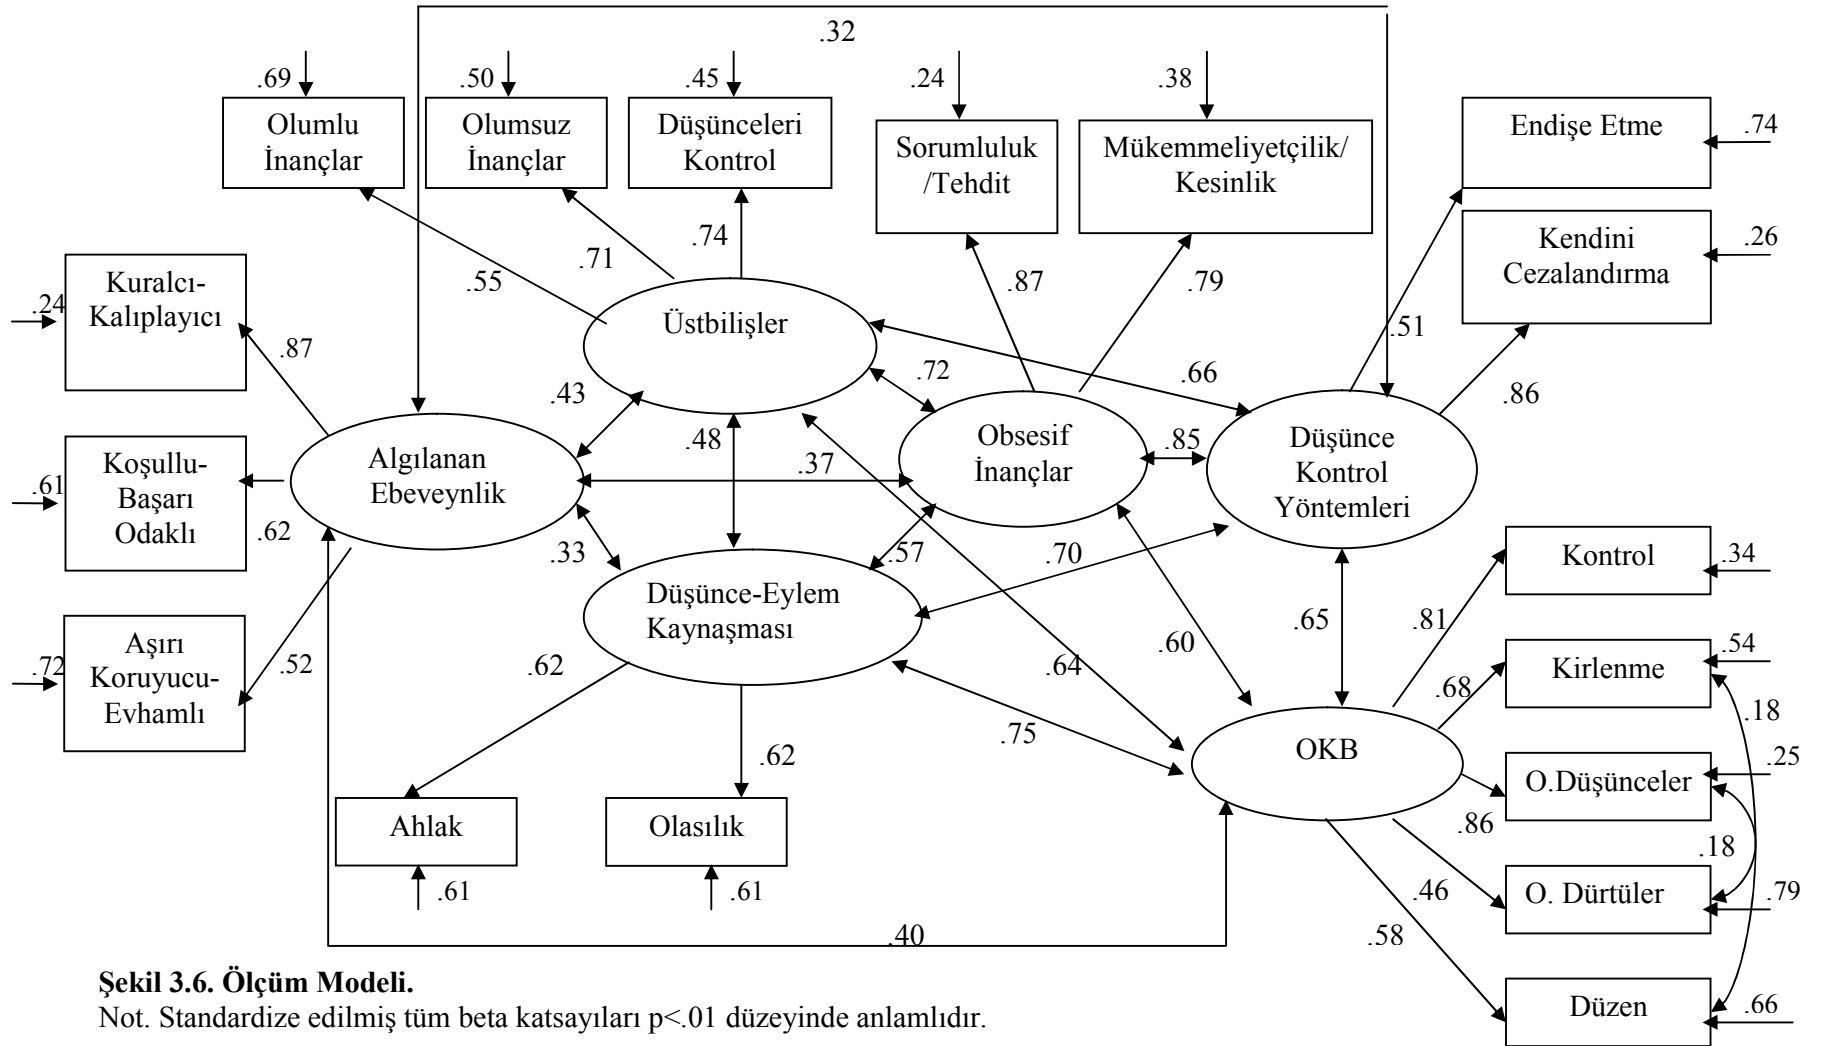 .32
.69
.50
.45
.24
.38
Olumlu
İnançlar
Olumsuz
İnançlar
Düşünceleri
Kontrol
Sorumluluk
/Tehdit
Mükemmeliyetçilik/
Kesinlik
Endişe Etme
.74
Kendini
Cezalandırma
.26
.55
.71
.74
.87
.79
.51
.86
Kuralcı-
Kalıplayıcı
.24
.87
Üstbilişler
.43
.72
.66
.48
.37
.85
Algılanan
Ebeveynlik
Obsesif
İnançlar
Düşünce
Kontrol
Yöntemleri
Koşullu-
Başarı
Odaklı
.61
.62
.33
.57
.70
Düşünce-Eylem
Kaynaşması
Kontrol
.34
Aşırı
Koruyucu-
Evhamlı
.72
.52
.62
.62
.64
.60
.65
.75
.81
.68
Kirlenme
.54
.18
OKB
O.Düşünceler
.25
.86
.18
Ahlak
Olasılık
.61
.61
.46
O. Dürtüler
.79
.40
.58
Düzen
.66
Şekil 3.6. Ölçüm Modeli.
Not. Standardize edilmiş tüm beta katsayıları p<.01 düzeyinde anlamlıdır.